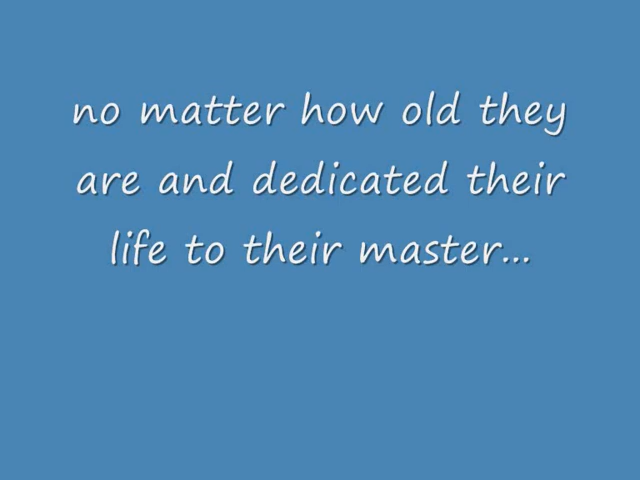 no matter how old they
are and dedicated their
life to their master...